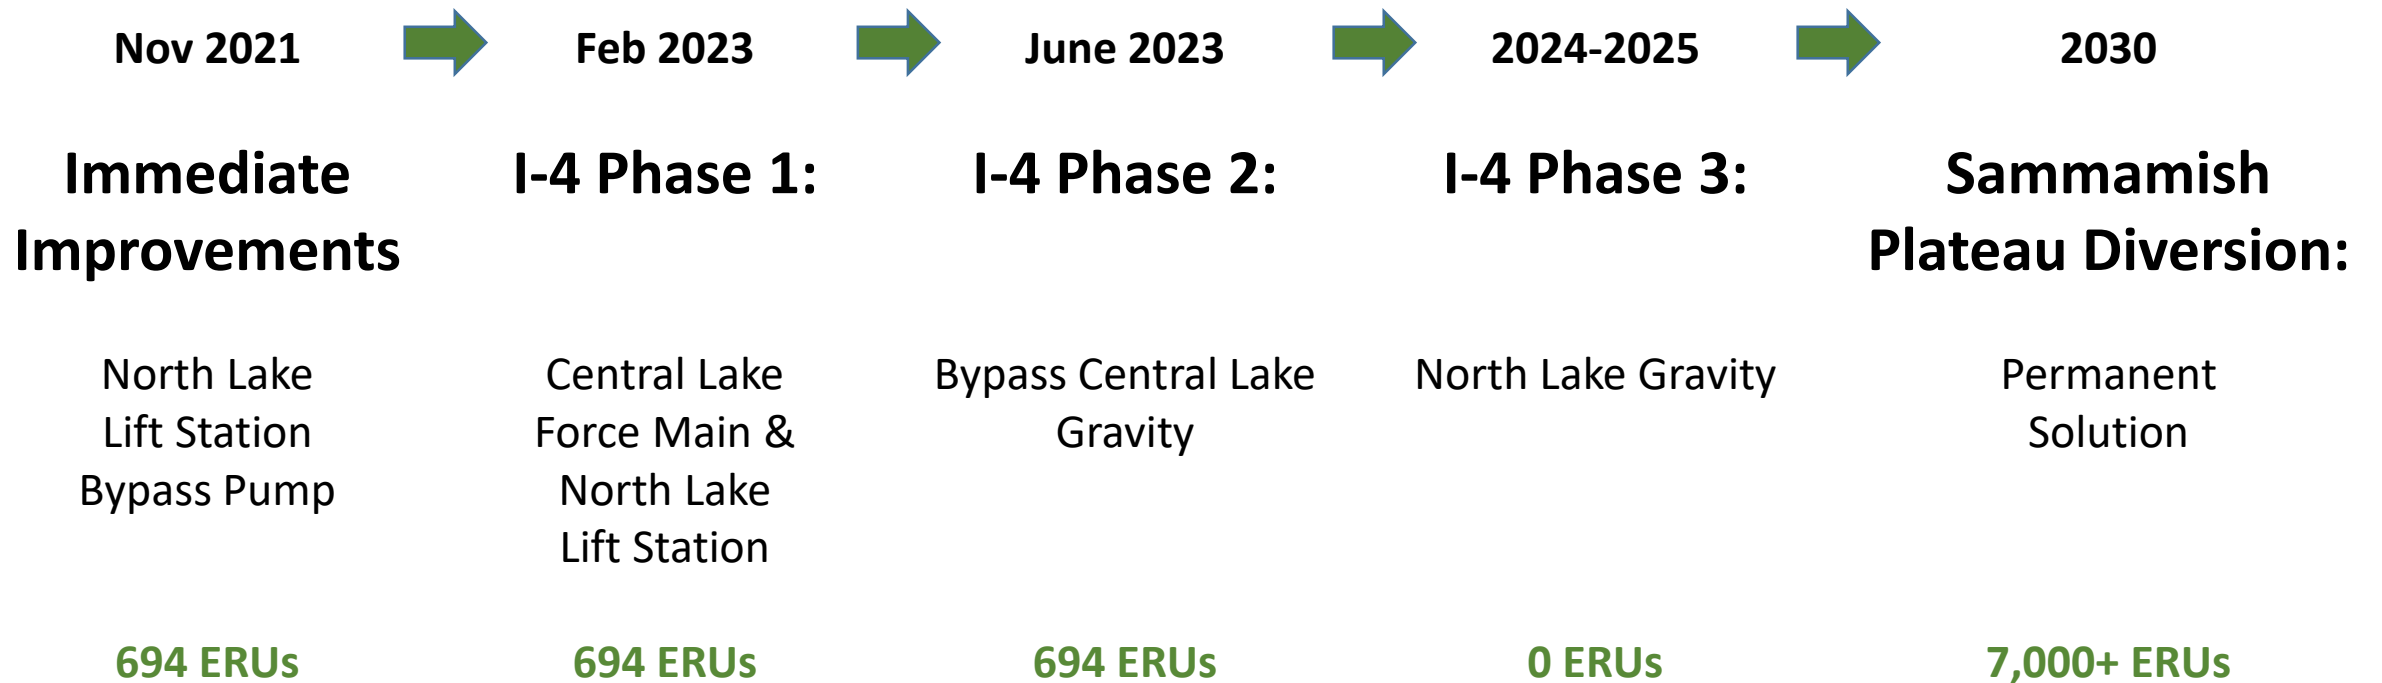 Nov 2021
Feb 2023
June 2023
2024-2025
2030
Immediate
Improvements
I-4 Phase 1:
I-4 Phase 2:
I-4 Phase 3:
Sammamish
Plateau Diversion:
North Lake
Lift Station
Bypass Pump
Central Lake
Force Main &
North Lake
Lift Station
Bypass Central Lake
Gravity
North Lake Gravity
Permanent
Solution
694 ERUs
694 ERUs
694 ERUs
0 ERUs
7,000+ ERUs